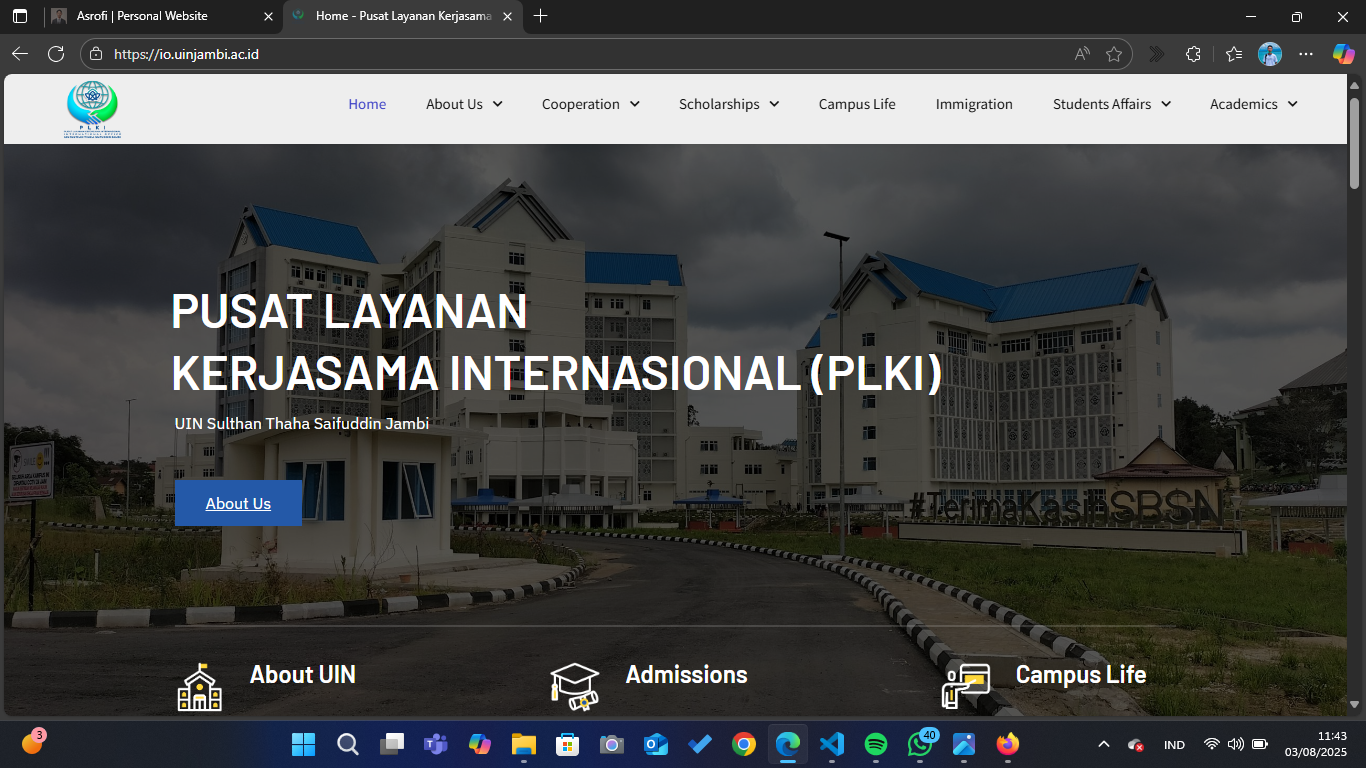 Asrofi | Personal Website
Home - Pusat Layanan Kerjasama
https://io.uinjambi.ac.id
PLKI
Home
About Us
Cooperation
Scholarships
Campus Life
Immigration
Students Affairs
Academics
PUSAT LAYANAN
KERJASAMA INTERNASIONAL (PLKI)
UIN Sulthan Thaha Saifuddin Jambi
About Us
#TerimaKasihSBSN
About UIN
Admissions
Campus Life
3
40
IND
11:43
03/08/2025